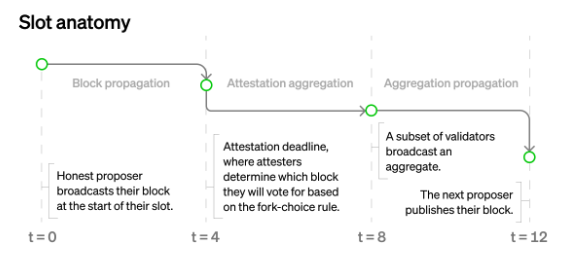 Slot anatomy
Block propagation
Attestation aggregation
Aggregation propagation
Honest proposer
broadcasts their block
at the start of their slot.
Attestation deadline,
where attesters
determine which block
they will vote for based
on the fork-choice rule.
A subset of validators
broadcast an
aggregate.
The next proposer
publishes their block.
t=0
t=4
t=8
t=12